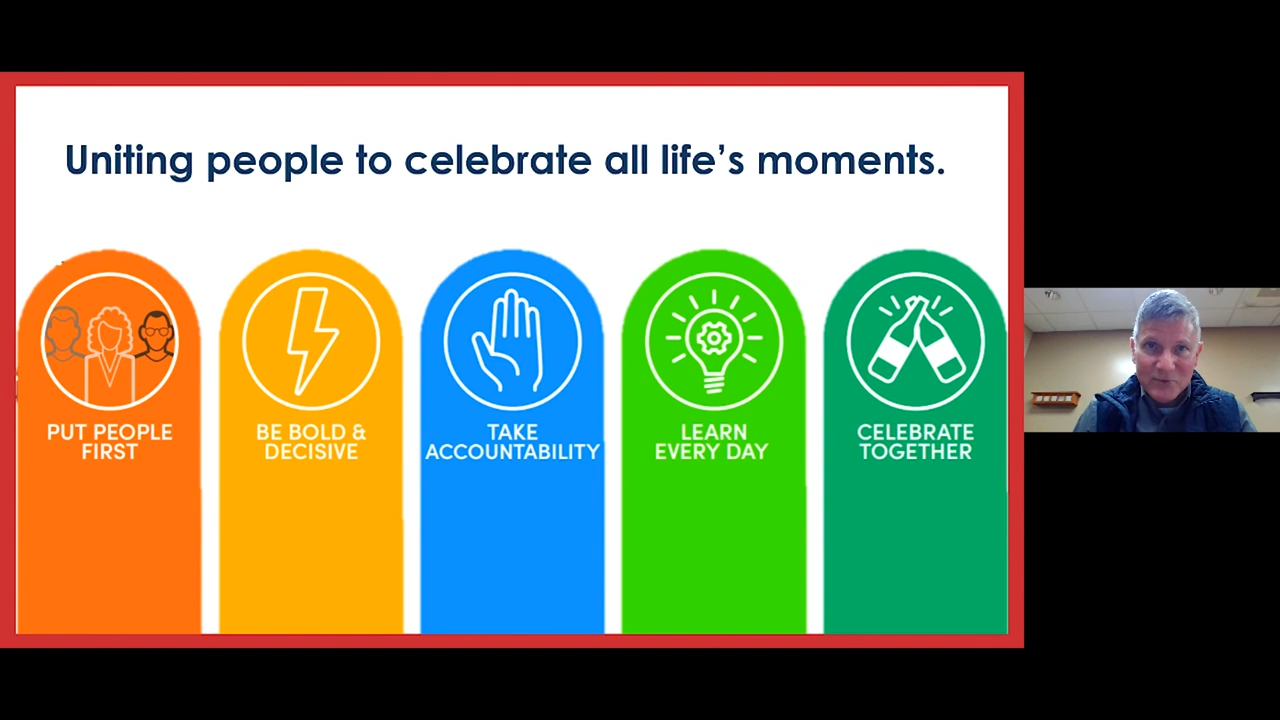 Uniting people to celebrate all life’s moments.
PUT PEOPLE
FIRST
BE BOLD &
DECISIVE
TAKE
ACCOUNTABILITY
LEARN
EVERY DAY
CELEBRATE
TOGETHER